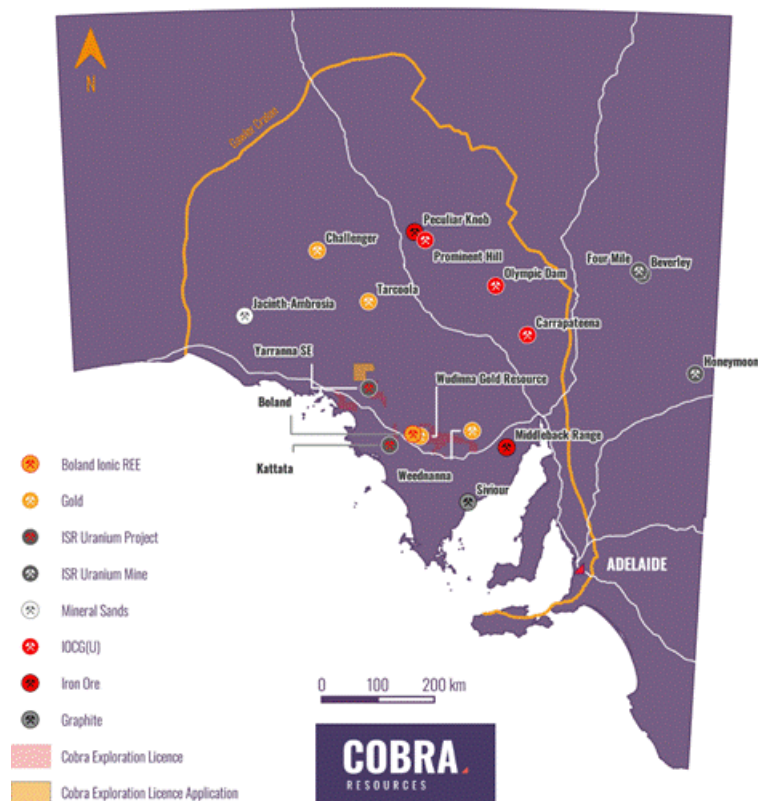 N
Gawler Craton
Peculiar Knob
Challenger
Prominent Hill
Four Mile
Beverley
Olympic Dam
Tarcoola
Jacinth-Ambrosia
Carrapateena
Yarranna SE
Honeymoon
Wudinna Gold Resource
Boland
Middleback Range
Kattata
Weednanna
Siviour
Boland Ionic REE
Gold
ISR Uranium Project
ISR Uranium Mine
ADELAIDE
Mineral Sands
IOCG(U)
Iron Ore
0 100 200 km
Graphite
Cobra Exploration Licence
Cobra Exploration Licence Application
COBRA
RESOURCES